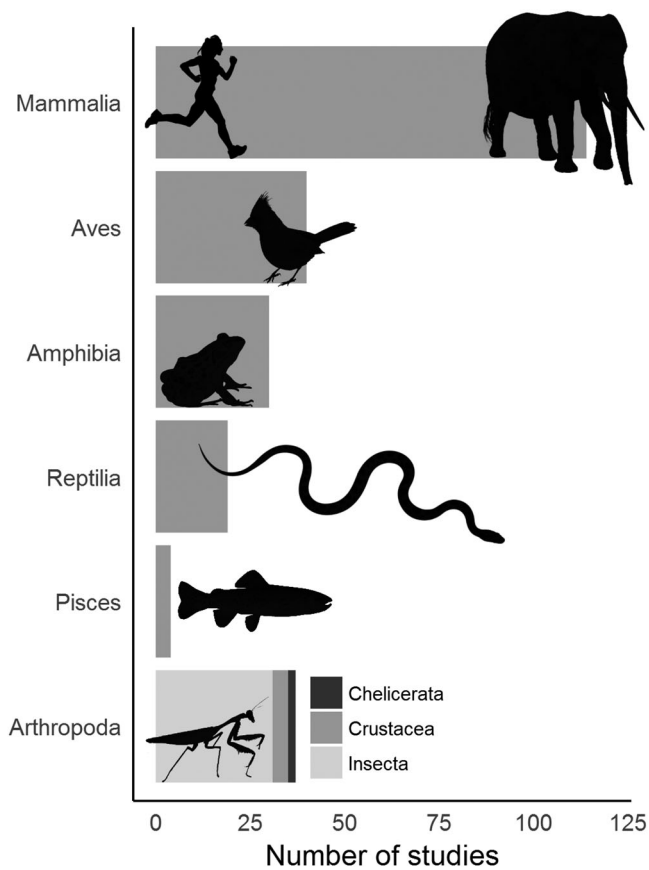 Mammalia
Aves
Amphibia
Reptilia
Pisces
Arthropoda
Chelicerata
Crustacea
Insecta
0 25 50 75 100 125
Number of studies